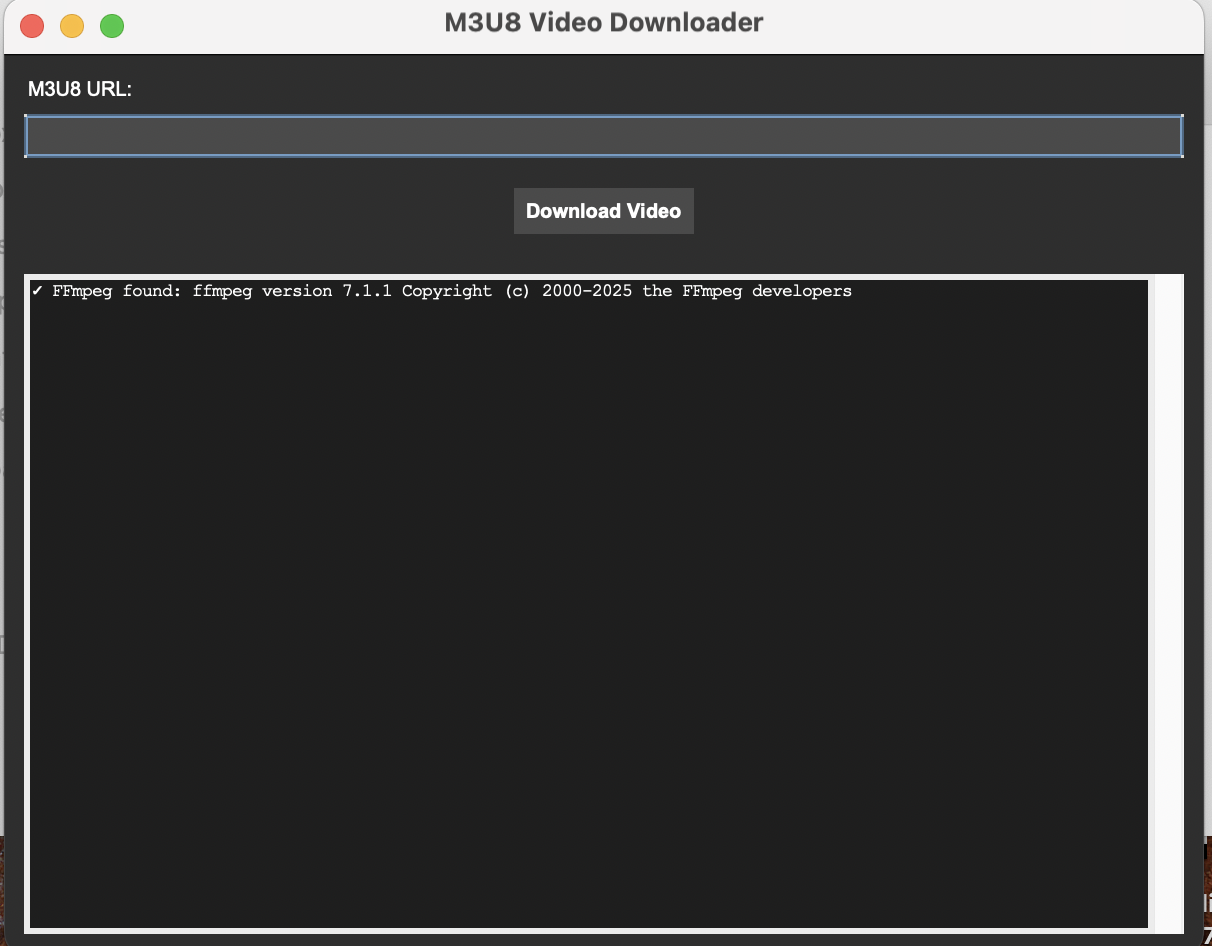 M3U8 Video Downloader
M3U8 URL:
Download Video
✔ FFmpeg found: ffmpeg version 7.1.1 Copyright (c) 2000-2025 the FFmpeg developers